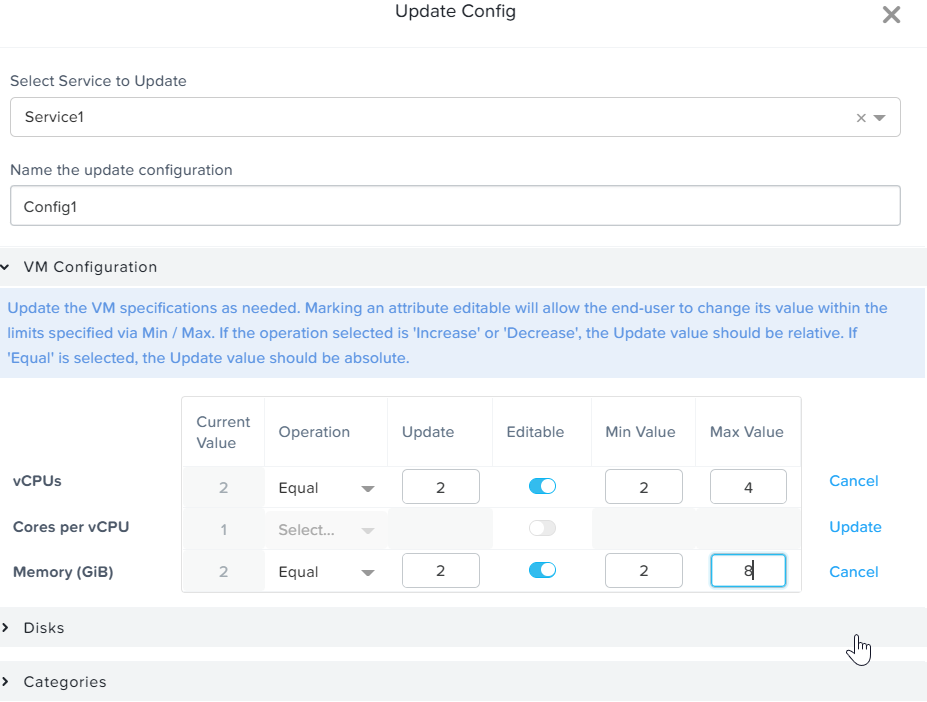 Update Config
Select Service to Update
Service1
Name the update configuration
Config1
VM Configuration
Update the VM specifications as needed. Marking an attribute editable will allow the end-user to change its value within the
limits specified via Min / Max. If the operation selected is 'Increase' or 'Decrease', the Update value should be relative. If
'Equal' is selected, the Update value should be absolute.
Current Value Operation Update Editable Min Value Max Value
vCPUs 2 Equal 2 2 4 Cancel
Cores per vCPU 1 Select... Update
Memory (GiB) 2 Equal 2 2 8 Cancel
Disks
Categories